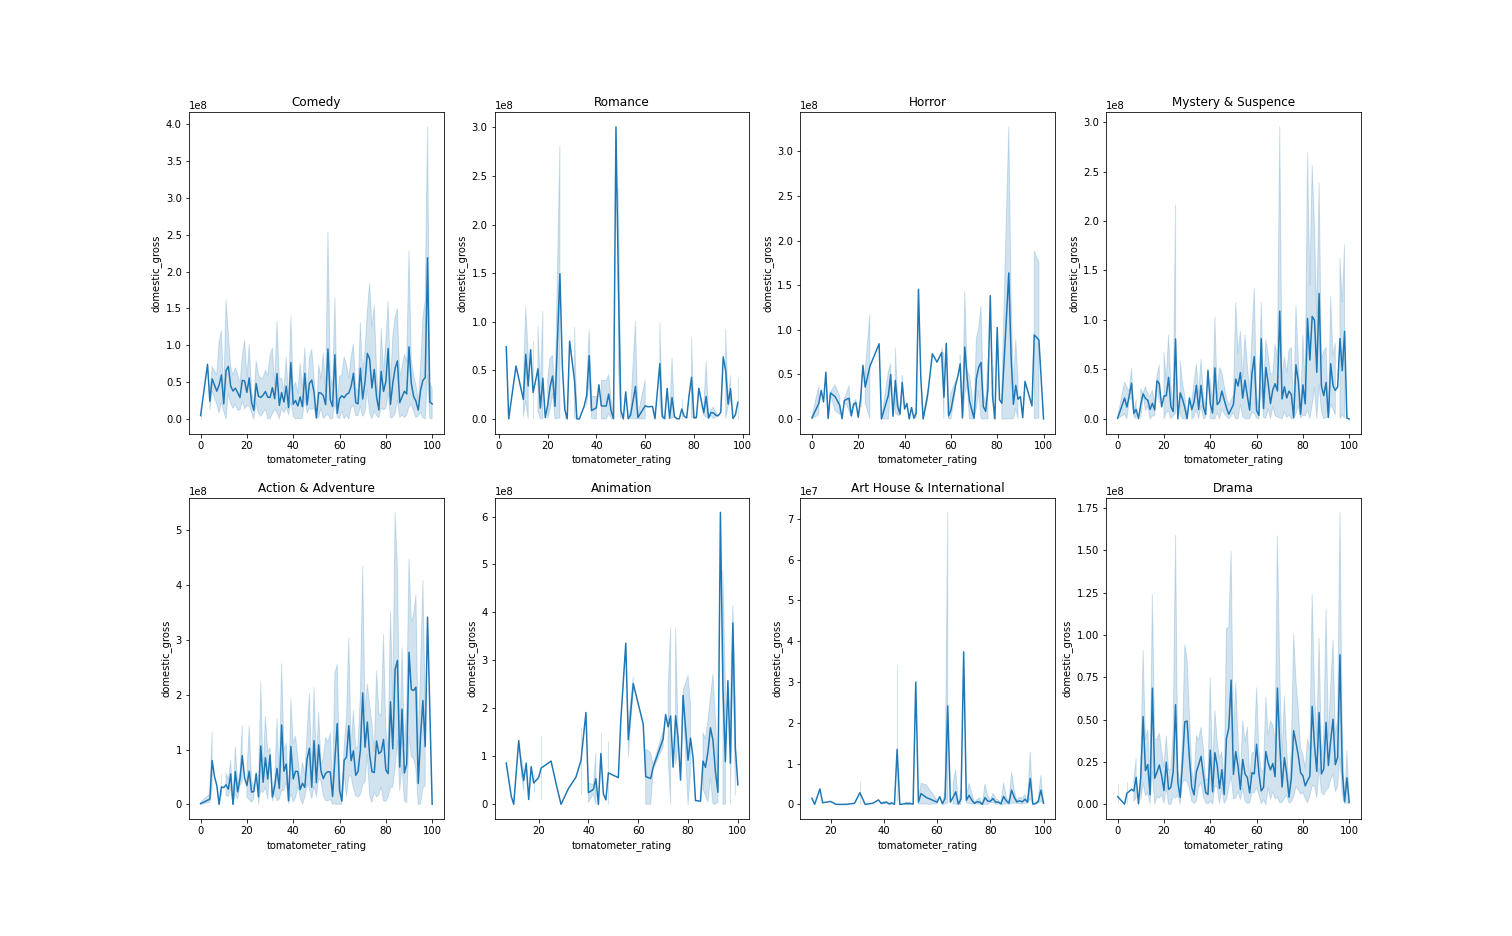 Comedy
1e8
4.0
3.5
3.0
2.5
2.0
1.5
1.0
0.5
0.0
domestic_gross
0 20 40 60 80 100
tomatometer_rating
Romance
1e8
3.0
2.5
2.0
1.5
1.0
0.5
0.0
domestic_gross
0 20 40 60 80 100
tomatometer_rating
Horror
1e8
3.0
2.5
2.0
1.5
1.0
0.5
0.0
domestic_gross
0 20 40 60 80 100
tomatometer_rating
Mystery & Suspence
1e8
3.0
2.5
2.0
1.5
1.0
0.5
0.0
domestic_gross
0 20 40 60 80 100
tomatometer_rating
Action & Adventure
1e8
5
4
3
2
1
0
domestic_gross
0 20 40 60 80 100
tomatometer_rating
Animation
1e8
6
5
4
3
2
1
0
domestic_gross
20 40 60 80 100
tomatometer_rating
Art House & International
1e7
7
6
5
4
3
2
1
0
domestic_gross
20 40 60 80 100
tomatometer_rating
Drama
1e8
1.75
1.50
1.25
1.00
0.75
0.50
0.25
0.00
domestic_gross
0 20 40 60 80 100
tomatometer_rating